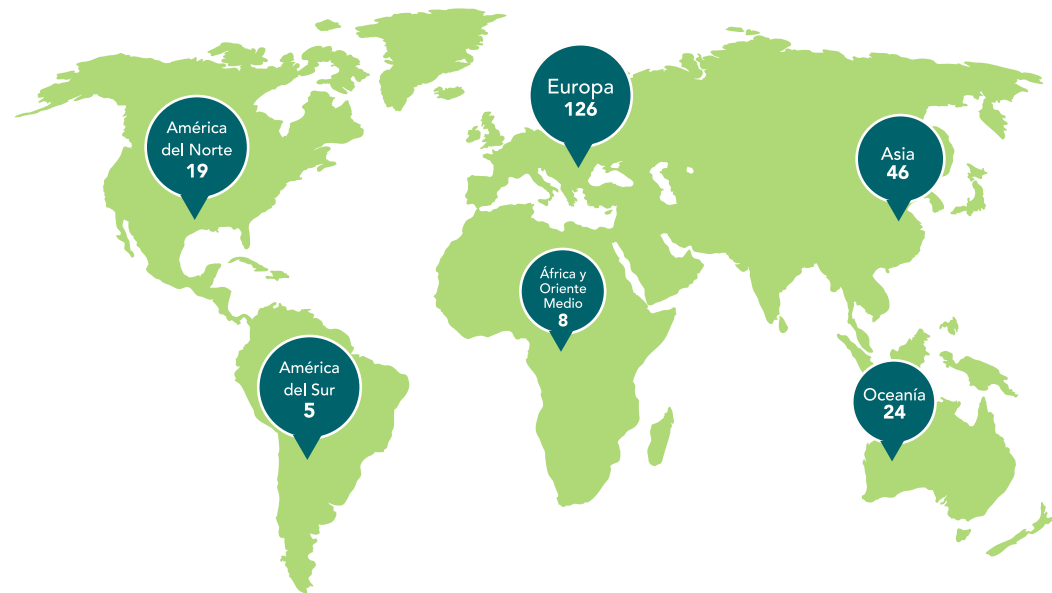 América
del Norte
19
Europa
126
Asia
46
África y
Oriente
Medio
8
América
del Sur
5
Oceanía
24